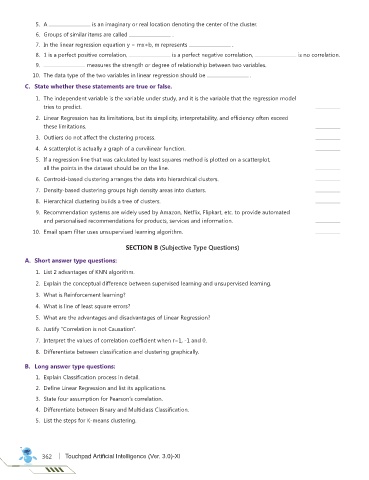 5. A ________ is an imaginary or real location denoting the center of the cluster.
6. Groups of similar items are called ________ .
7. In the linear regression equation y = mx+b, m represents ________ .
8. 1 is a perfect positive correlation, ________ is a perfect negative correlation, ________ is no correlation.
9. ________ measures the strength or degree of relationship between two variables.
10. The data type of the two variables in linear regression should be ________ .
C. State whether these statements are true or false.
1. The independent variable is the variable under study, and it is the variable that the regression model
tries to predict. ________
2. Linear Regression has its limitations, but its simplicity, interpretability, and efficiency often exceed
these limitations. ________
3. Outliers do not affect the clustering process. ________
4. A scatterplot is actually a graph of a curvilinear function. ________
5. If a regression line that was calculated by least squares method is plotted on a scatterplot,
all the points in the dataset should be on the line. ________
6. Centroid-based clustering arranges the data into hierarchical clusters. ________
7. Density-based clustering groups high density areas into clusters. ________
8. Hierarchical clustering builds a tree of clusters. ________
9. Recommendation systems are widely used by Amazon, Netflix, Flipkart, etc. to provide automated
and personalised recommendations for products, services and information. ________
10. Email spam filter uses unsupervised learning algorithm. ________
SECTION B (Subjective Type Questions)
A. Short answer type questions:
1. List 2 advantages of KNN algorithm.
2. Explain the conceptual difference between supervised learning and unsupervised learning.
3. What is Reinforcement learning?
4. What is line of least square errors?
5. What are the advantages and disadvantages of Linear Regression?
6. Justify "Correlation is not Causation".
7. Interpret the values of correlation coefficient when r=1, -1 and 0.
8. Differentiate between classification and clustering graphically.
B. Long answer type questions:
1. Explain Classification process in detail.
2. Define Linear Regression and list its applications.
3. State four assumption for Pearson's correlation.
4. Differentiate between Binary and Multiclass Classification.
5. List the steps for K-means clustering.
362 | Touchpad Artificial Intelligence (Ver. 3.0)-XI